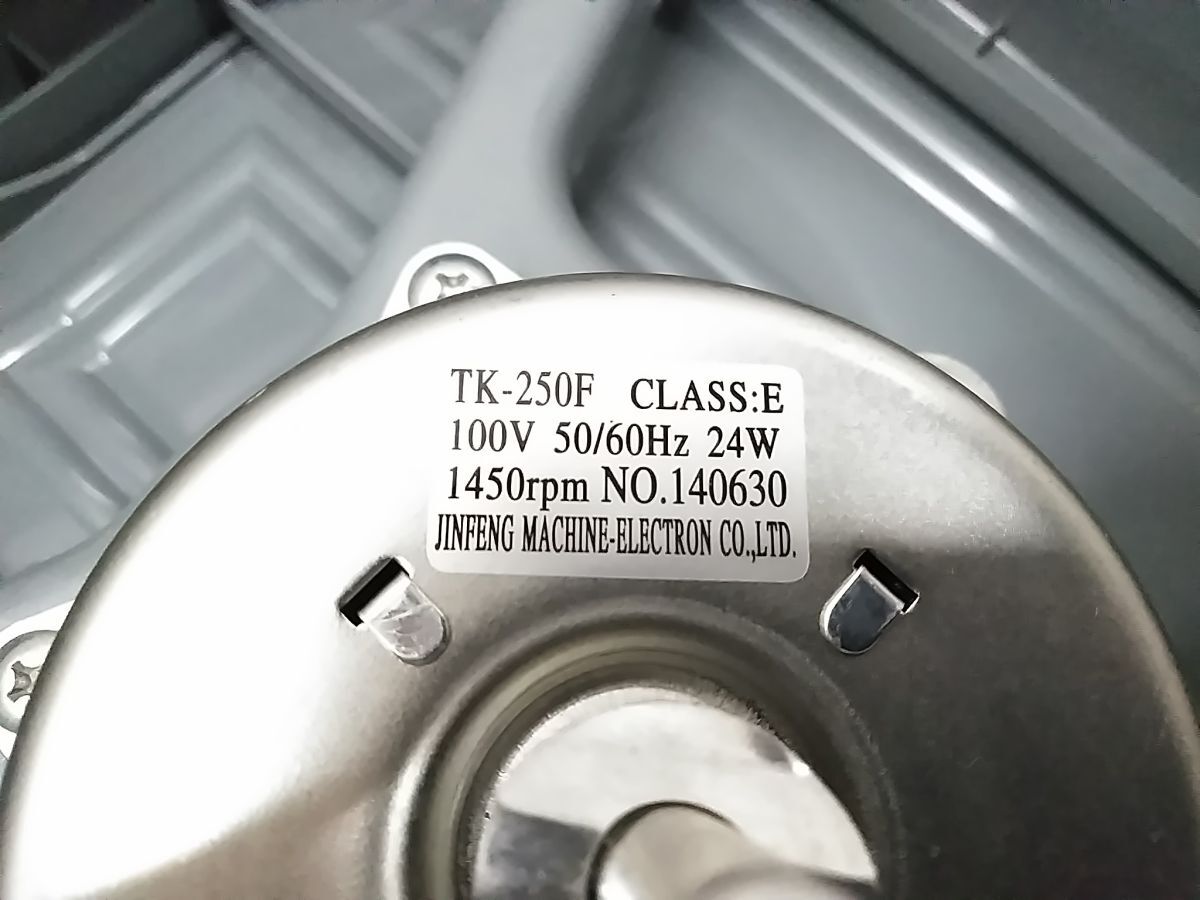 TK-250F CLASS:E
100V 50/60Hz 24W
1450rpm NO.140630
JINFENG MACHINE-ELECTRON CO.,LTD.